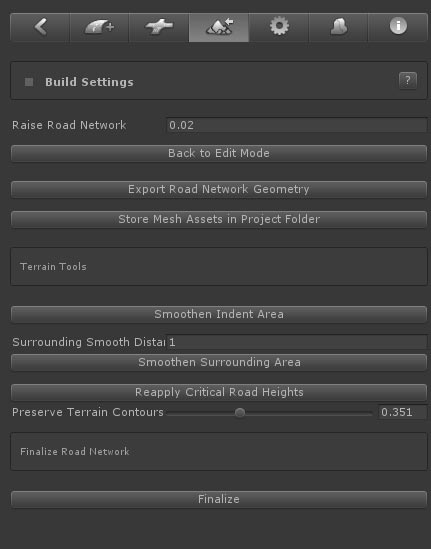 Build Settings
?
Raise Road Network 0.02
Back to Edit Mode
Export Road Network Geometry
Store Mesh Assets in Project Folder
Terrain Tools
Smoothen Indent Area
Surrounding Smooth Distai 1
Smoothen Surrounding Area
Reapply Critical Road Heights
Preserve Terrain Contours 0.351
Finalize Road Network
Finalize